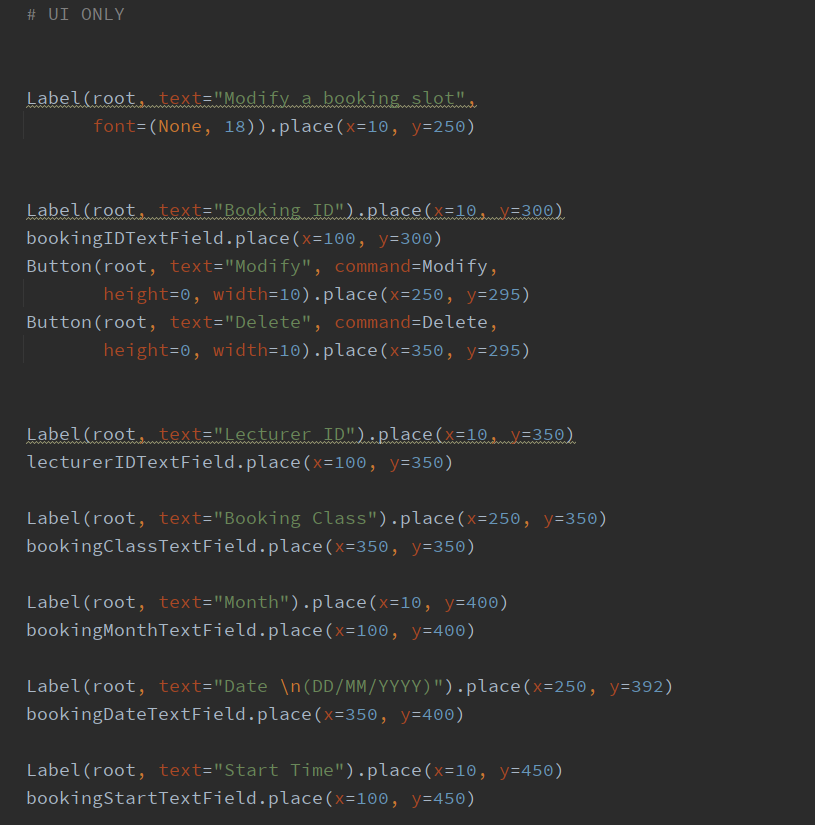 # UI ONLY
Label(root, text="Modify a booking slot",
      font=(None, 18)).place(x=10, y=250)
Label(root, text="Booking ID").place(x=10, y=300)
bookingIDTextField.place(x=100, y=300)
Button(root, text="Modify", command=Modify,
       height=0, width=10).place(x=250, y=295)
Button(root, text="Delete", command=Delete,
       height=0, width=10).place(x=350, y=295)
Label(root, text="Lecturer ID").place(x=10, y=350)
lecturerIDTextField.place(x=100, y=350)
Label(root, text="Booking Class").place(x=250, y=350)
bookingClassTextField.place(x=350, y=350)
Label(root, text="Month").place(x=10, y=400)
bookingMonthTextField.place(x=100, y=400)
Label(root, text="Date \n(DD/MM/YYYY)").place(x=250, y=392)
bookingDateTextField.place(x=350, y=400)
Label(root, text="Start Time").place(x=10, y=450)
bookingStartTextField.place(x=100, y=450)